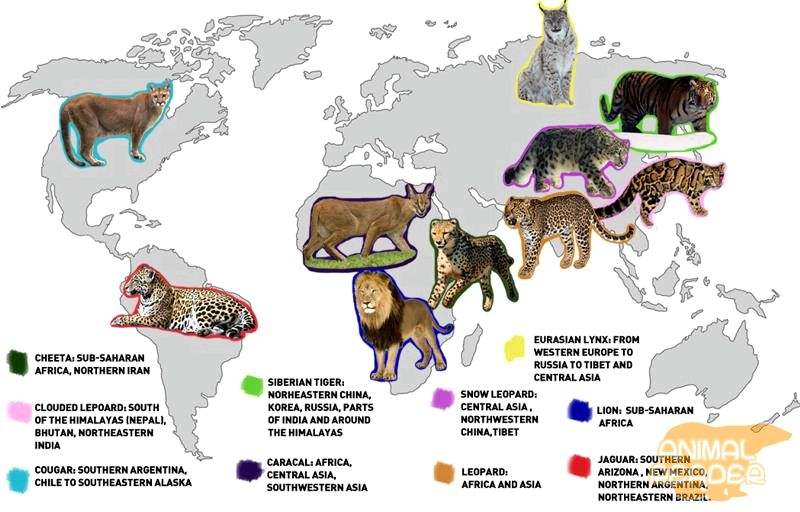 CHEETA: SUB-SAHARAN
AFRICA, NORTHERN IRAN
CLOUDED LEPOARD: SOUTH
OF THE HIMALAYAS (NEPAL),
BHUTAN, NORTHEASTERN
INDIA
COUGAR: SOUTHERN ARGENTINA,
CHILE TO SOUTHEASTERN ALASKA
SIBERIAN TIGER:
NORHEASTERN CHINA,
KOREA, RUSSIA, PARTS
OF INDIA AND AROUND
THE HIMALAYAS
CARACAL: AFRICA,
CENTRAL ASIA,
SOUTHWESTERN ASIA
SNOW LEOPARD:
CENTRAL ASIA ,
NORTHWESTERN
CHINA,TIBET
LEOPARD:
AFRICA AND ASIA
EURASIAN LYNX: FROM
WESTERN EUROPE TO
RUSSIA TO TIBET AND
CENTRAL ASIA
LION: SUB-SAHARAN
AFRICA
JAGUAR: SOUTHERN
ARIZONA , NEW MEXICO,
NORTHERN ARGENTINA,
NORTHEASTERN BRAZIL.
ANIMAL